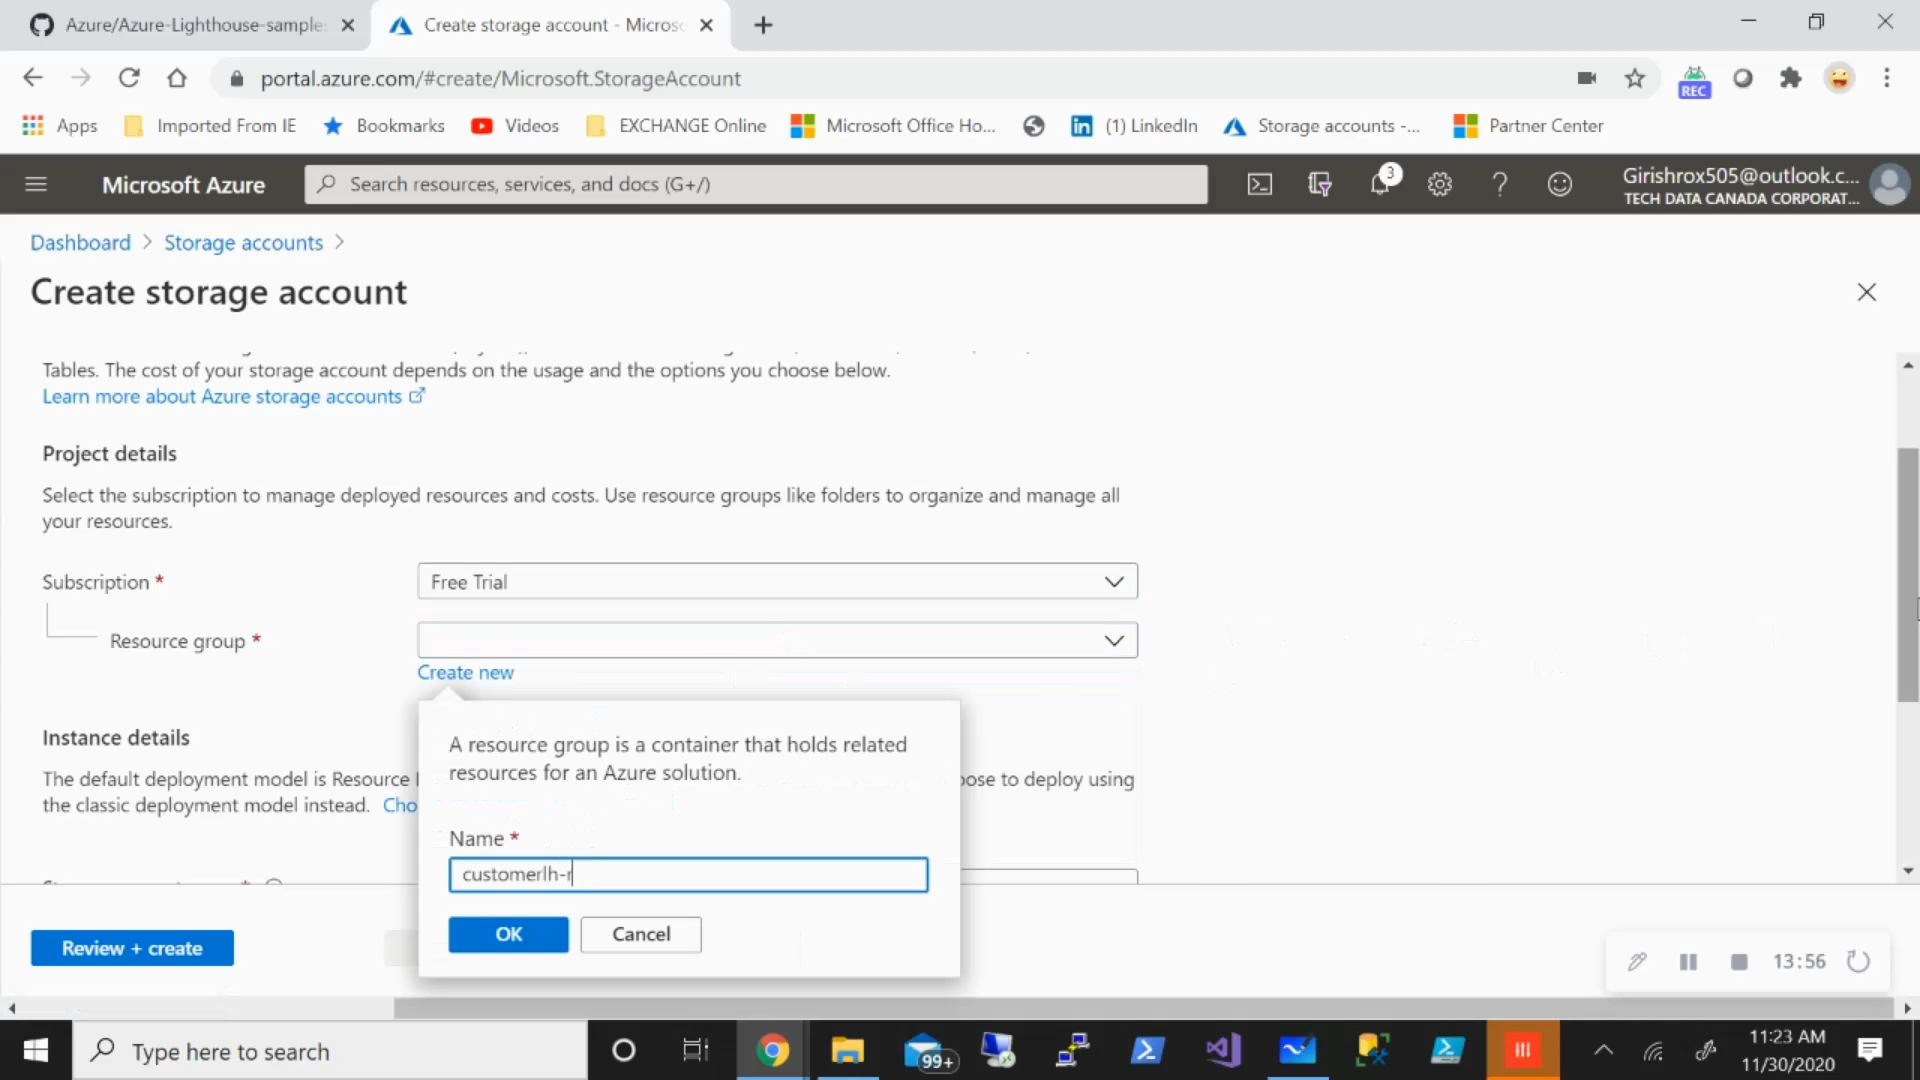 Azure/Azure-Lighthouse-sample:
Create storage account - Micros
portal.azure.com/#create/Microsoft.StorageAccount
REC
Apps
Imported From IE
Bookmarks
Videos
EXCHANGE Online
Microsoft Office Ho...
(1) LinkedIn
Storage accounts -...
Partner Center
Microsoft Azure
Search resources, services, and docs (G+/)
3
Girishrox505@outlook.c...
TECH DATA CANADA CORPORAT...
Dashboard > Storage accounts >
Create storage account
Tables. The cost of your storage account depends on the usage and the options you choose below.
Learn more about Azure storage accounts
Project details
Select the subscription to manage deployed resources and costs. Use resource groups like folders to organize and manage all
your resources.
Subscription *
Free Trial
Resource group *
Create new
A resource group is a container that holds related
resources for an Azure solution.
Name *
customerlh-r
OK
Cancel
Instance details
The default deployment model is Resource
oose to deploy using
the classic deployment model instead. Cho
Review + create
13:56
Type here to search
99+
11:23 AM
11/30/2020